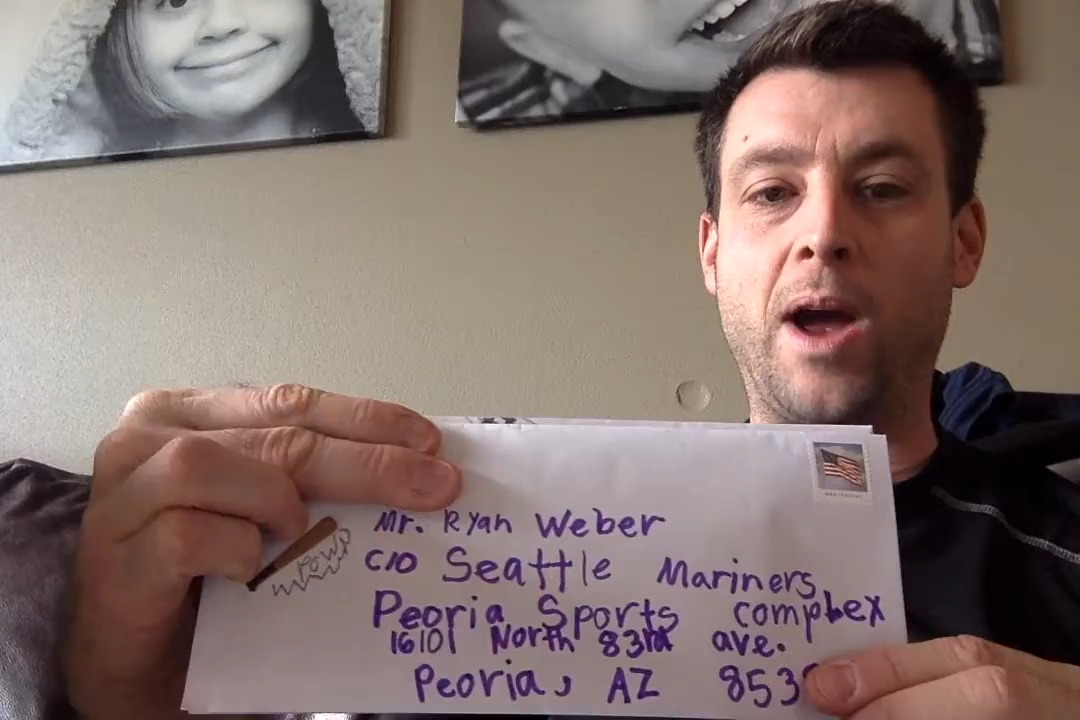 Mr. Ryan Weber
C/O Seattle Mariners
Peoria Sports Complex
16101 North 83rd ave.
Peoria, AZ